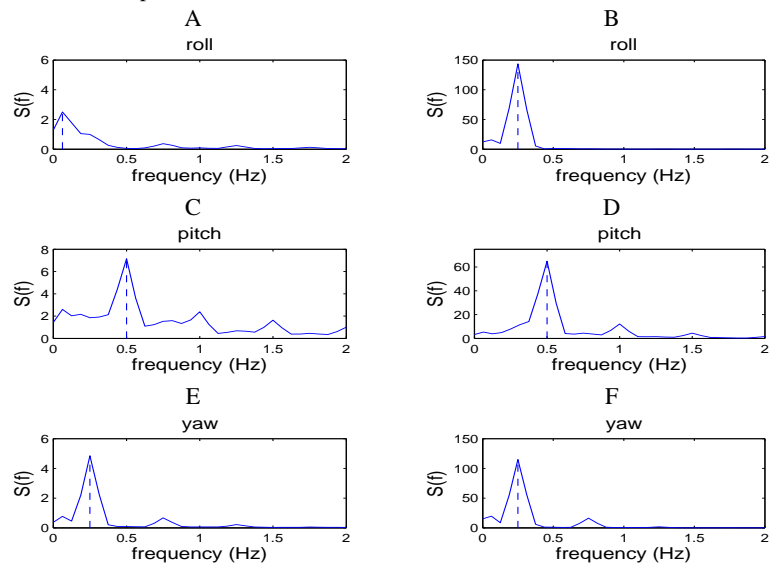 A B
roll roll
6 150
4 100
S(f) S(f)
2 50
0 0
0 0.5 1 1.5 2 0 0.5 1 1.5 2
frequency (Hz) frequency (Hz)
C D
pitch pitch
8
6 60
S(f) S(f)
4 40
2 20
0 0
0 0.5 1 1.5 2 0 0.5 1 1.5 2
frequency (Hz) frequency (Hz)
E F
yaw yaw
6 150
4 100
S(f) S(f)
2 50
0 0
0 0.5 1 1.5 2 0 0.5 1 1.5 2
frequency (Hz) frequency (Hz)